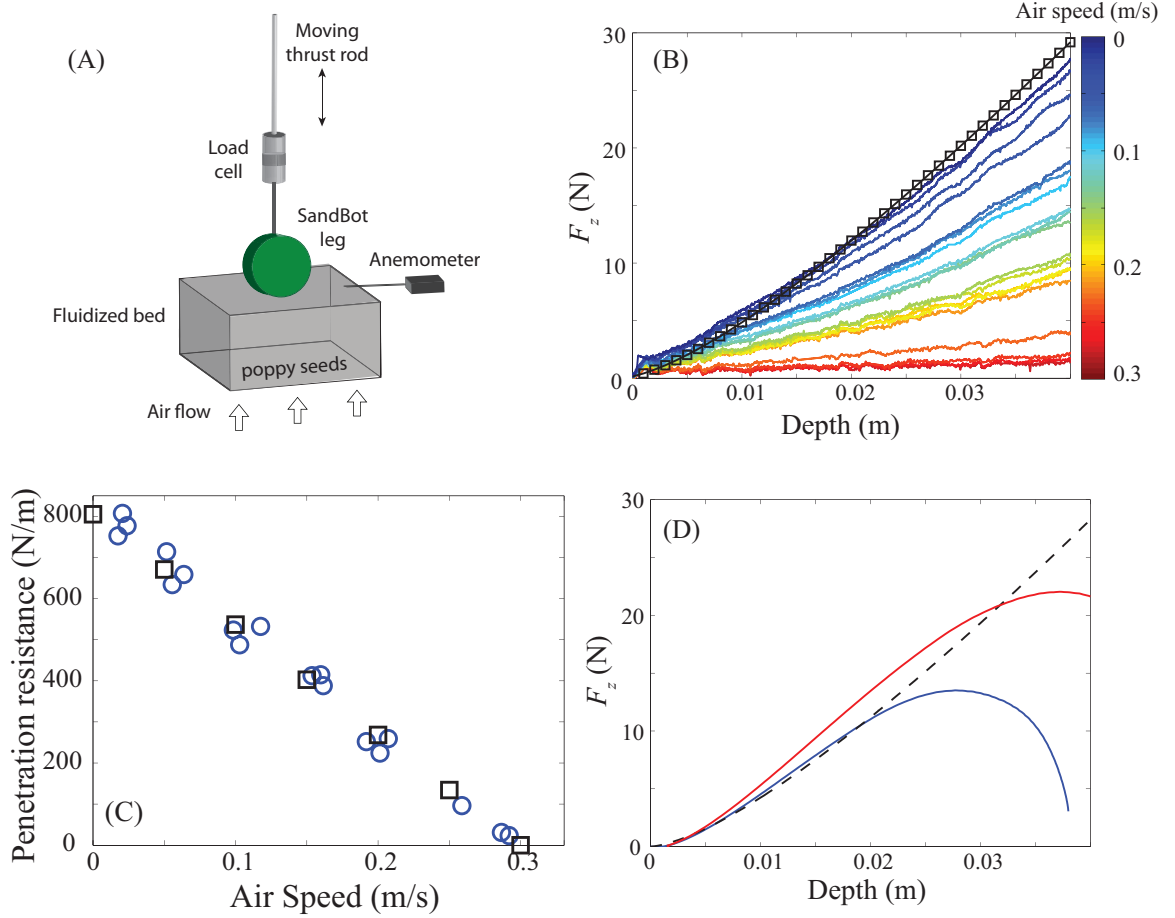 (A)
Moving
thrust rod
Load
cell
SandBot
leg
Anemometer
Fluidized bed
poppy seeds
Air flow
Air speed (m/s)
(B)
30
20
10
0
0.01
0.02
0.03
F_z (N)
Depth (m)
0
0.1
0.2
0.3
(C)
800
600
400
200
0
0
0.1
0.2
0.3
Penetration resistance (N/m)
Air Speed (m/s)
(D)
30
20
10
0
0
0.01
0.02
0.03
F_z (N)
Depth (m)